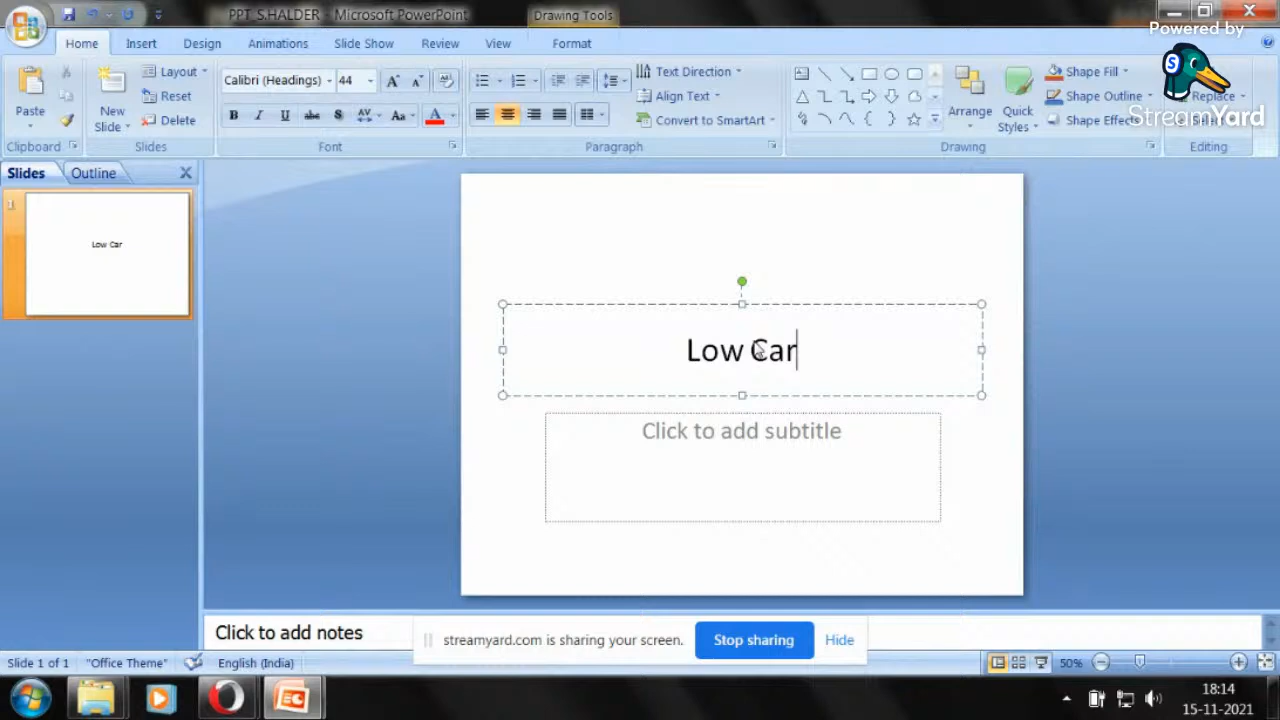 PPT_S.HALDER - Microsoft PowerPoint
Drawing Tools
Powered by
StreamYard
Home
Insert
Design
Animations
Slide Show
Review
View
Format
Paste
Clipboard
New
Slide
Layout
Reset
Delete
Slides
Calibri (Headings)
44
B I U abc S AV Aa A
Font
Text Direction
Align Text
Convert to SmartArt
Paragraph
Arrange
Quick
Styles
Shape Fill
Shape Outline
Shape Effects
Drawing
Replace
Editing
Slides
Outline
1
Low Car
Low Car
Click to add subtitle
Click to add notes
streamyard.com is sharing your screen.
Stop sharing
Hide
Slide 1 of 1
"Office Theme"
English (India)
50%
18:14
15-11-2021